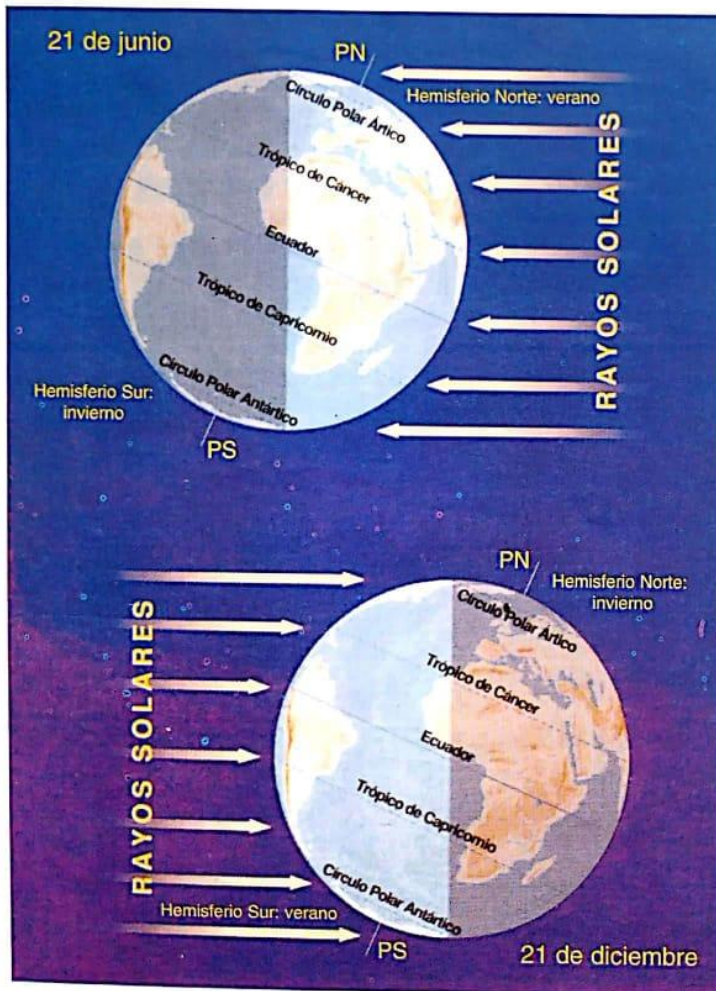 21 de junio
PN
Círculo Polar Ártico
Hemisferio Norte: verano
Trópico de Cáncer
Ecuador
Trópico de Capricornio
Círculo Polar Antártico
Hemisferio Sur:
invierno
PS
RAYOS SOLARES
PN
Hemisferio Norte:
invierno
Círculo Polar Ártico
Trópico de Cáncer
Ecuador
Trópico de Capricornio
Círculo Polar Antártico
RAYOS SOLARES
Hemisferio Sur: verano
PS
21 de diciembre